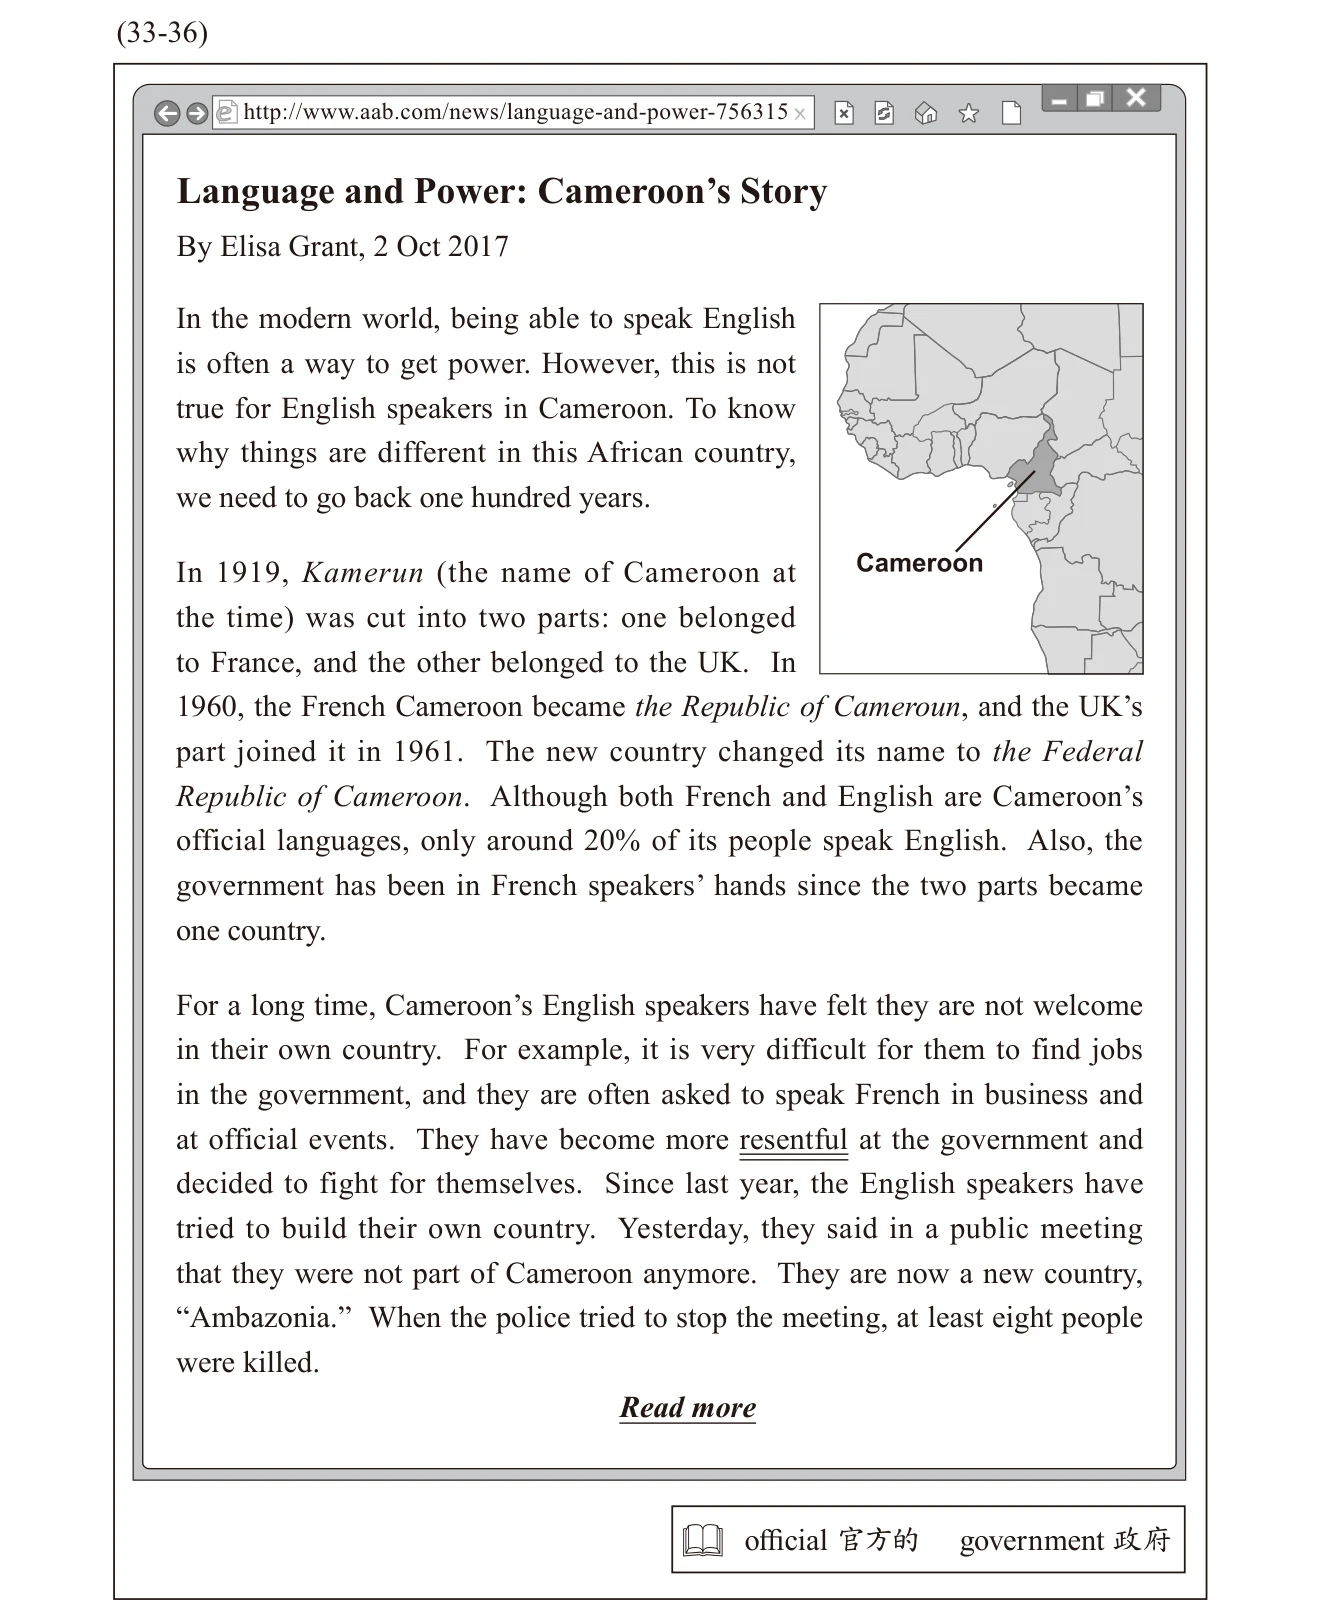 (33-36)
http://www.aab.com/news/language-and-power-756315
Language and Power: Cameroon’s Story
By Elisa Grant, 2 Oct 2017
In the modern world, being able to speak English
is often a way to get power. However, this is not
true for English speakers in Cameroon. To know
why things are different in this African country,
we need to go back one hundred years.
Cameroon
In 1919, Kamerun (the name of Cameroon at
the time) was cut into two parts: one belonged
to France, and the other belonged to the UK. In
1960, the French Cameroon became the Republic of Cameroun, and the UK’s
part joined it in 1961. The new country changed its name to the Federal
Republic of Cameroon. Although both French and English are Cameroon’s
official languages, only around 20% of its people speak English. Also, the
government has been in French speakers’ hands since the two parts became
one country.
For a long time, Cameroon’s English speakers have felt they are not welcome
in their own country. For example, it is very difficult for them to find jobs
in the government, and they are often asked to speak French in business and
at official events. They have become more resentful at the government and
decided to fight for themselves. Since last year, the English speakers have
tried to build their own country. Yesterday, they said in a public meeting
that they were not part of Cameroon anymore. They are now a new country,
“Ambazonia.” When the police tried to stop the meeting, at least eight people
were killed.
Read more
official 官方的 government 政府